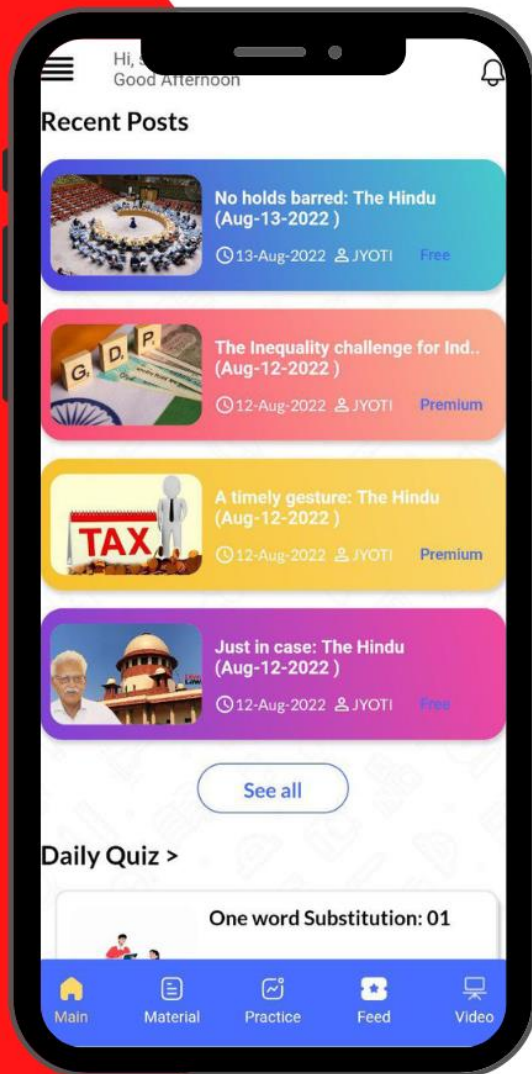 Hi,
Good Afternoon
Recent Posts
No holds barred: The Hindu
(Aug-13-2022 )
13-Aug-2022 JYOTI Free
G D P
The Inequality challenge for Ind..
(Aug-12-2022 )
12-Aug-2022 JYOTI Premium
TAX
A timely gesture: The Hindu
(Aug-12-2022 )
12-Aug-2022 JYOTI Premium
Just in case: The Hindu
(Aug-12-2022 )
12-Aug-2022 JYOTI Free
See all
Daily Quiz >
One word Substitution: 01
Main Material Practice Feed Video